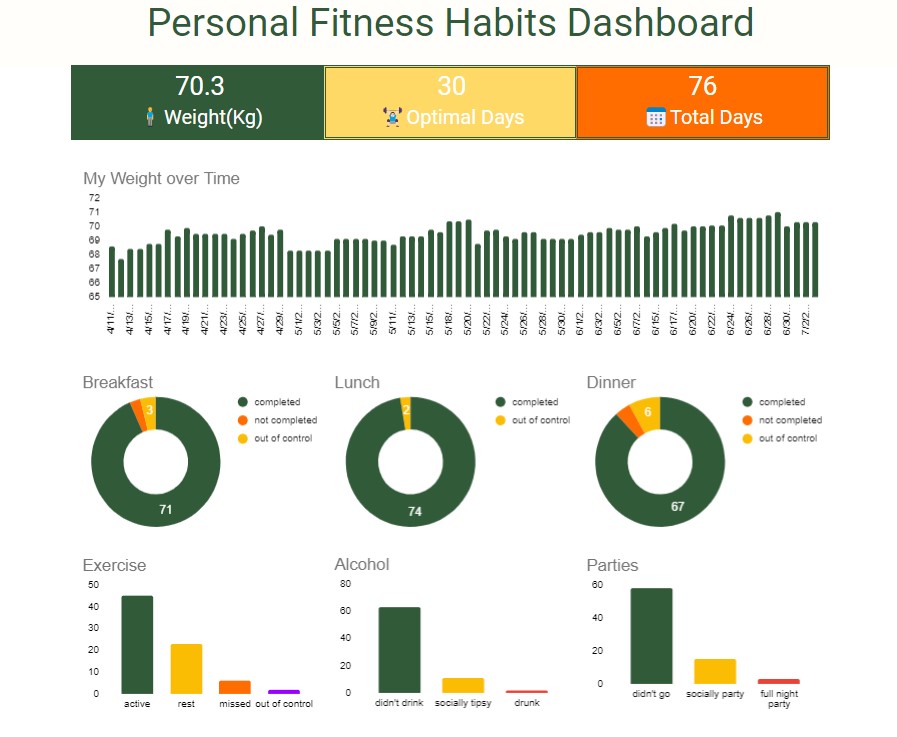 Personal Fitness Habits Dashboard
70.3
Weight(Kg)
30
Optimal Days
76
Total Days
My Weight over Time
72
71
70
69
68
67
66
65
4/11/...
4/13/...
4/15/...
4/17/...
4/19/...
4/21/...
4/23/...
4/25/...
4/27/...
4/29/...
5/1/2...
5/3/2...
5/5/2...
5/7/2...
5/9/2...
5/11/...
5/13/...
5/15/...
5/18/...
5/20/...
5/22/...
5/24/...
5/26/...
5/28/...
5/30/...
6/1/2...
6/3/2...
6/5/2...
6/7/2...
6/15/...
6/17/...
6/20/...
6/22/...
6/24/...
6/26/...
6/28/...
6/30/...
7/2/2...
Breakfast
completed
not completed
out of control
3
71
Lunch
completed
out of control
2
74
Dinner
completed
not completed
out of control
6
67
Exercise
50
40
30
20
10
0
active
rest
missed
out of control
Alcohol
80
60
40
20
0
didn't drink
socially tipsy
drunk
Parties
60
40
20
0
didn't go
socially party
full night
party